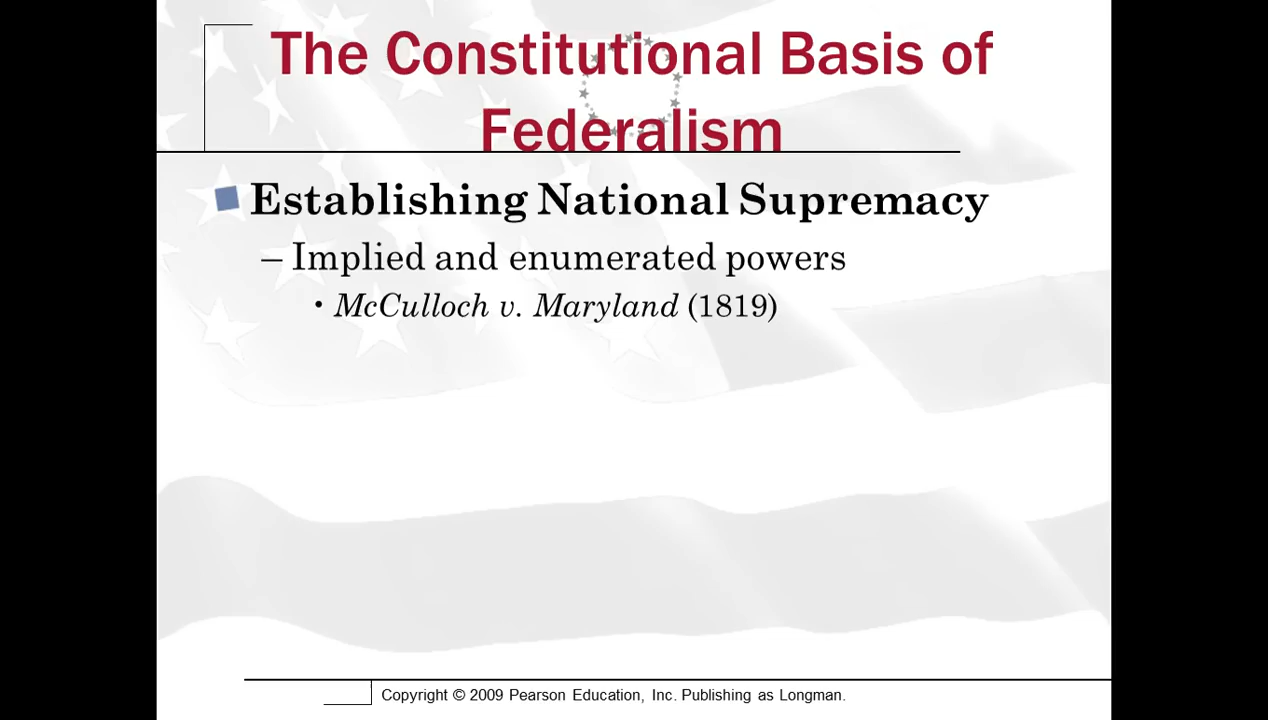 The Constitutional Basis of
Federalism
Establishing National Supremacy
– Implied and enumerated powers
• McCulloch v. Maryland (1819)
Copyright © 2009 Pearson Education, Inc. Publishing as Longman.